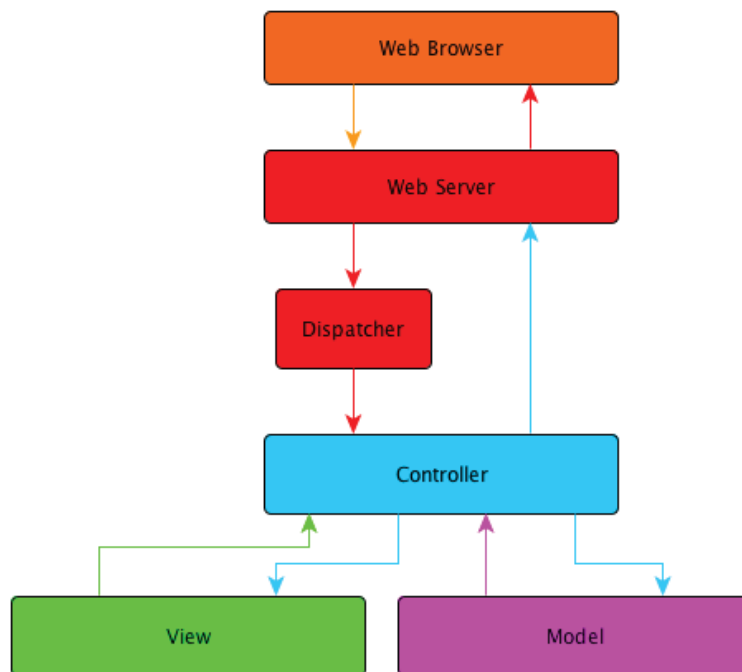 Web Browser
Web Server
Dispatcher
Controller
View
Model